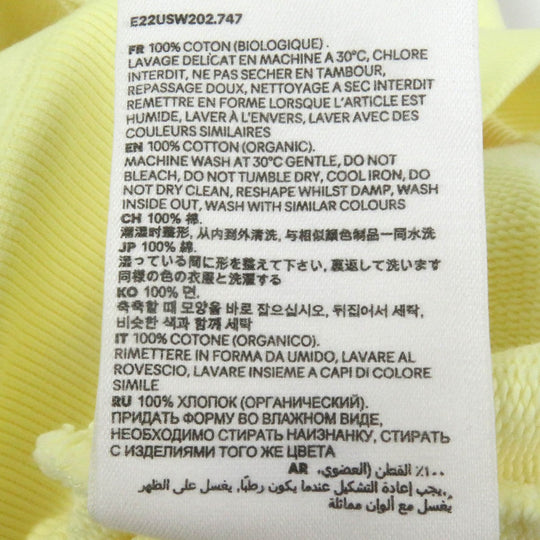 E22USW202.747
FR 100% COTON (BIOLOGIQUE).
LAVAGE DELICAT EN MACHINE A 30°C, CHLORE
INTERDIT, NE PAS SECHER EN TAMBOUR,
REPASSAGE DOUX, NETTOYAGE A SEC INTERDIT
REMETTRE EN FORME LORSQUE L'ARTICLE EST
HUMIDE, LAVER À L'ENVERS, LAVER AVEC DES
COULEURS SIMILAIRES
EN 100% COTTON (ORGANIC).
MACHINE WASH AT 30°C GENTLE, DO NOT
BLEACH, DO NOT TUMBLE DRY, COOL IRON, DO
NOT DRY CLEAN, RESHAPE WHILST DAMP, WASH
INSIDE OUT, WASH WITH SIMILAR COLOURS
CH 100% 棉.
潮湿时整形, 从内到外清洗, 与相似颜色制品一同水洗
JP 100% 綿.
湿っている間に形を整えて下さい, 裏返して洗います
同様の色の衣服と洗濯する
KO 100% 면.
축축할 때 모양을 바로 잡으십시오, 뒤집어서 세탁,
비슷한 색과 함께 세탁
IT 100% COTONE (ORGANICO).
RIMETTERE IN FORMA DA UMIDO, LAVARE AL
ROVESCIO, LAVARE INSIEME A CAPI DI COLORE
SIMILE
RU 100% ХЛОПОК (ОРГАНИЧЕСКИЙ).
ПРИДАТЬ ФОРМУ ВО ВЛАЖНОМ ВИДЕ,
НЕОБХОДИМО СТИРАТЬ НАИЗНАНКУ, СТИРАТЬ
С ИЗДЕЛИЯМИ ТОГО ЖЕ ЦВЕТА
AR ١٠٠٪ القطن (العضوي).
يجب إعادة التشكيل عندما يكون رطبًا, يغسل على الظهر,
يُغسل مع ألوان مماثلة